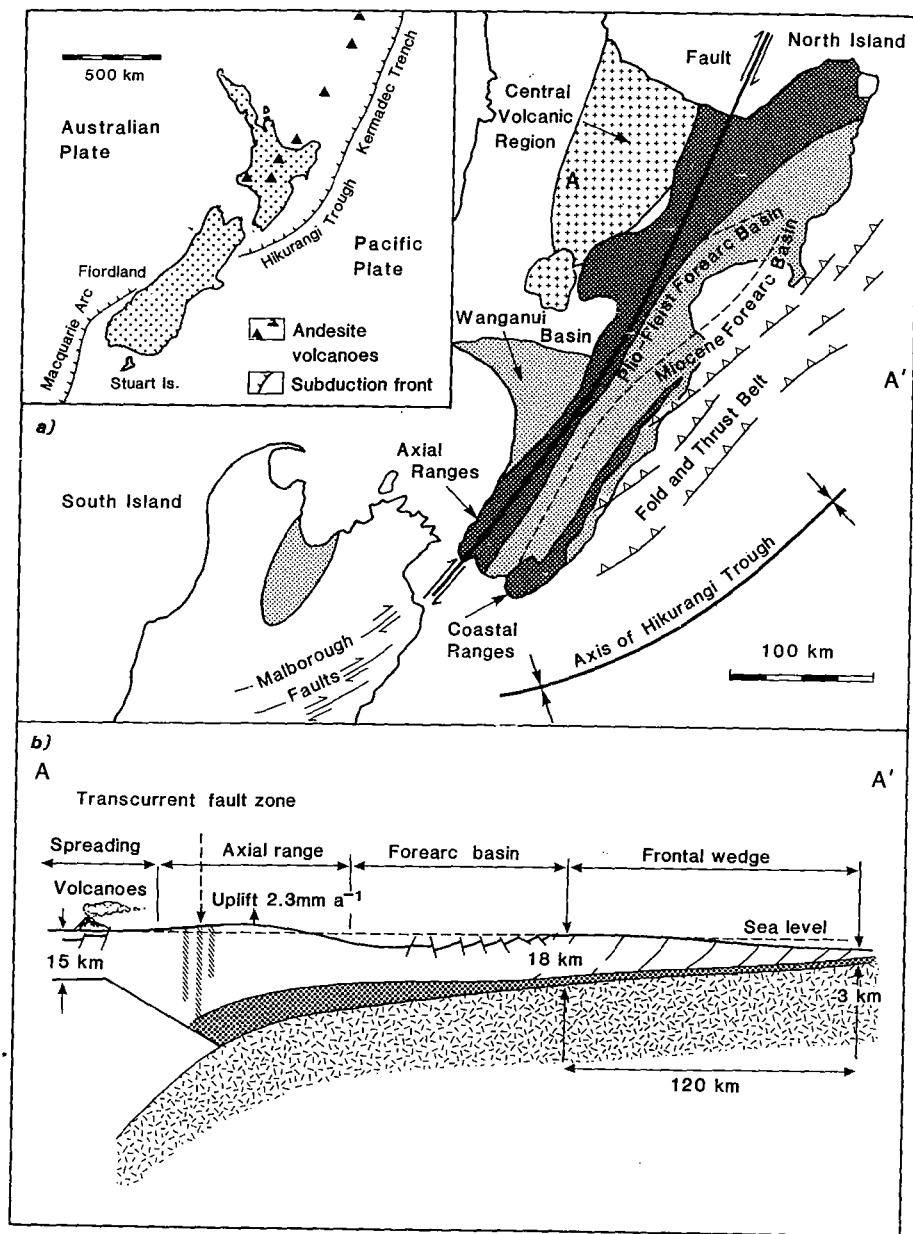 500 km
Australian
Plate
Kermadec Trench
Hikurangi Trough
Pacific
Plate
Fiordland
Macquarie Arc
Stuart Is.
Andesite
volcanoes
Subduction front
North Island
Fault
Central
Volcanic
Region
A
Plio-Pleist Forearc Basin
Miocene Forearc Basin
Wanganui
Basin
A'
Fold and Thrust Belt
a)
Axial
Ranges
South Island
Coastal
Ranges
Axis of Hikurangi Trough
Malborough
Faults
100 km
b)
A
A'
Transcurrent fault zone
Spreading
Axial range
Forearc basin
Frontal wedge
Volcanoes
Uplift 2.3mm a⁻¹
Sea level
15 km
18 km
3 km
120 km